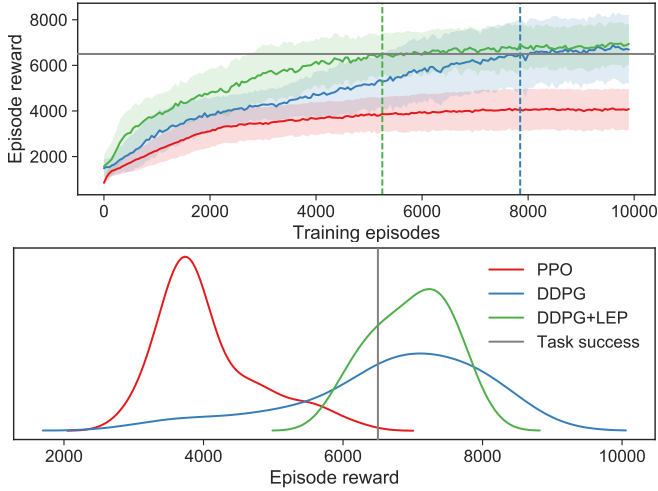 8000
6000
4000
2000
Episode reward
0 2000 4000 6000 8000 10000
Training episodes
PPO
DDPG
DDPG+LEP
Task success
2000 4000 6000 8000 10000
Episode reward